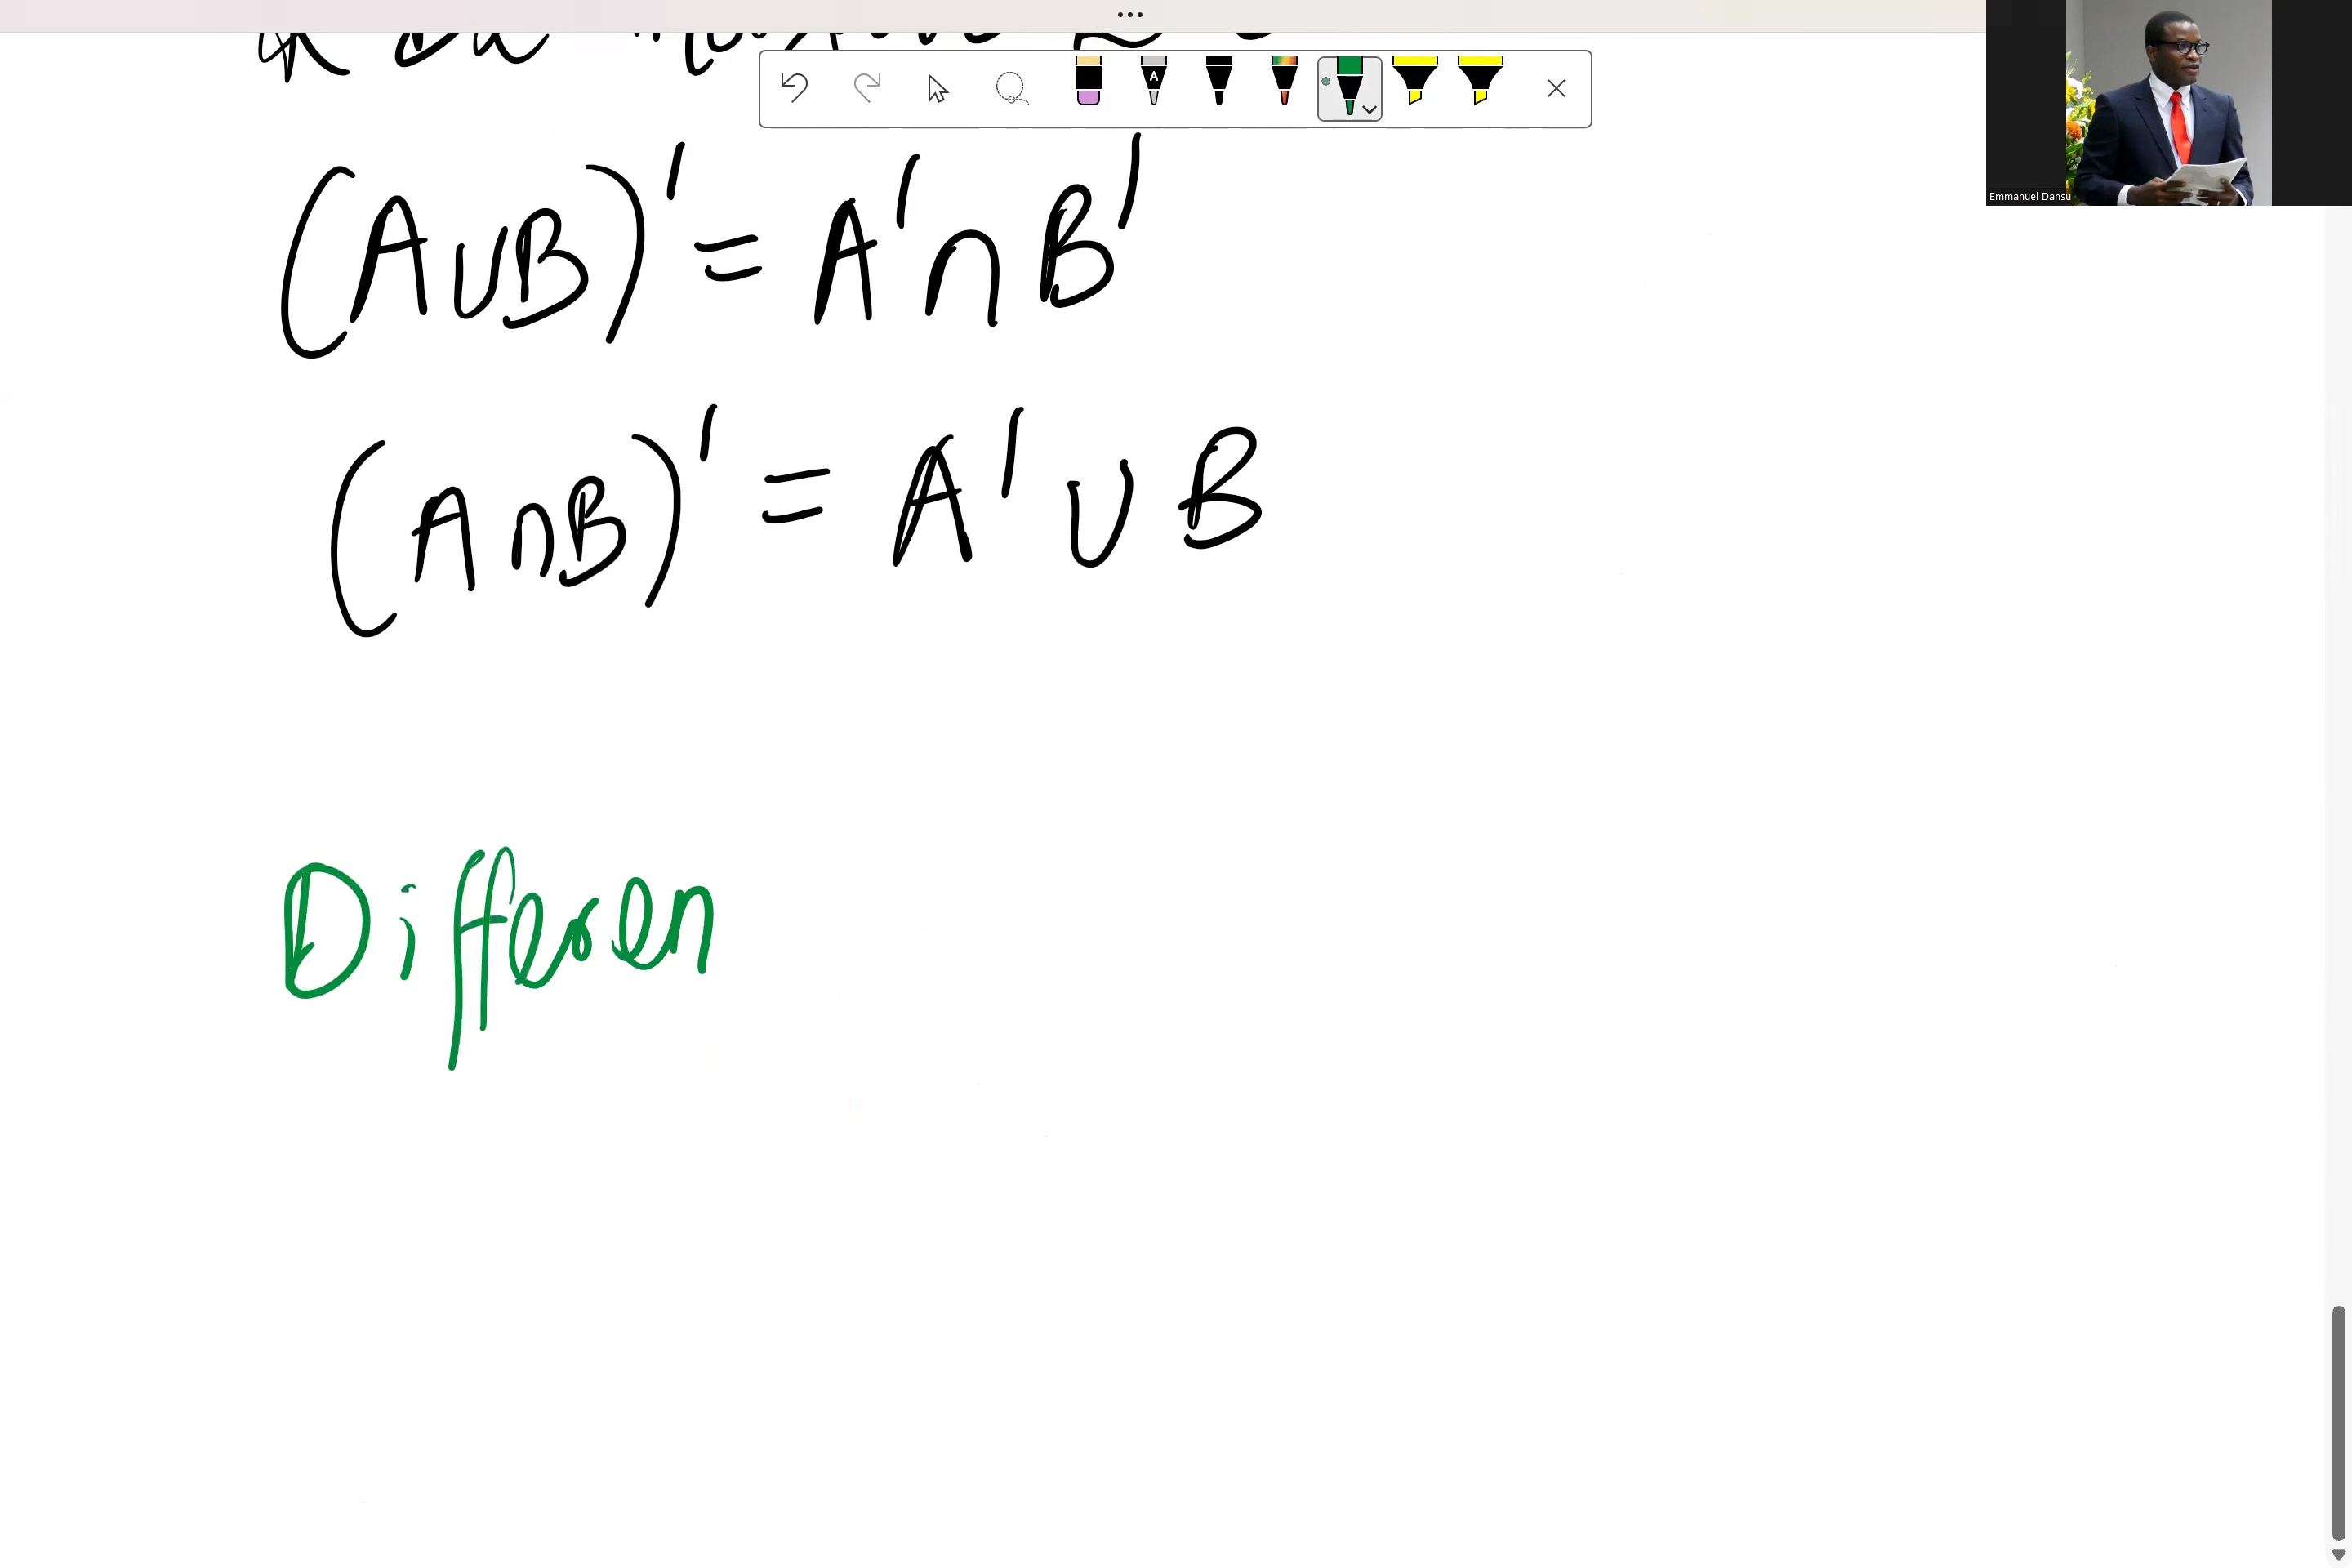 Emmanuel Dansu
(A∪B)' = A' ∩ B'
(A∩B)' = A' ∪ B
Differen